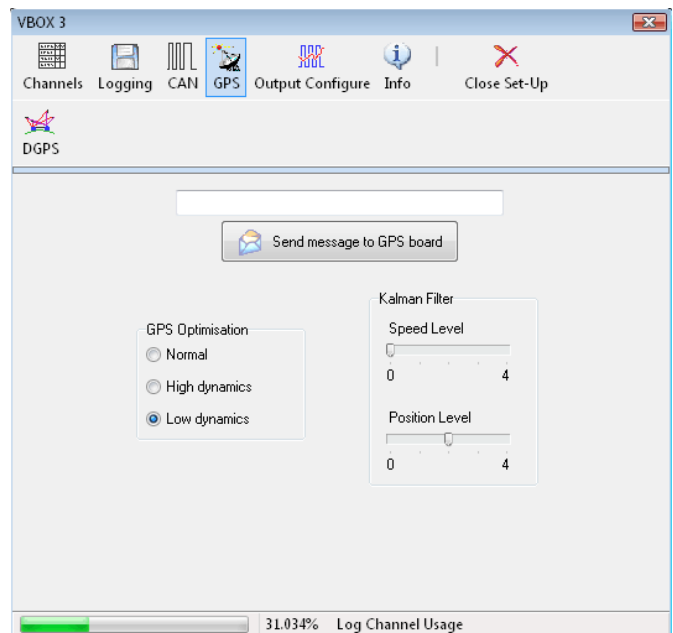 VBOX 3
Channels Logging CAN GPS Output Configure Info Close Set-Up
DGPS
Send message to GPS board
GPS Optimisation
Normal
High dynamics
Low dynamics
Kalman Filter
Speed Level
0 4
Position Level
0 4
31.034% Log Channel Usage